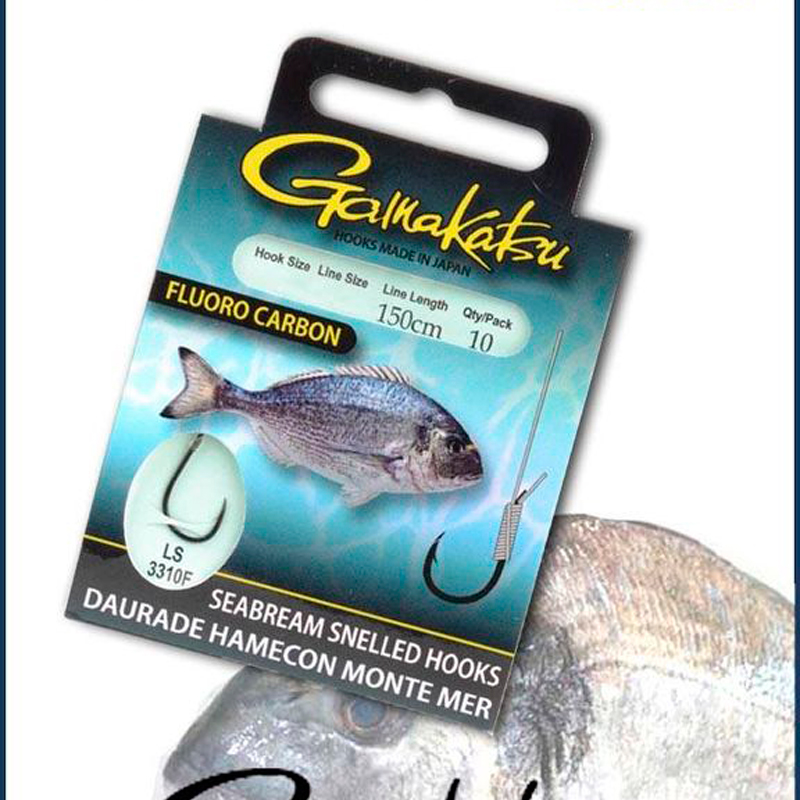 Gamakatsu
HOOKS MADE IN JAPAN
Hook Size Line Size Line Length Qty/Pack
150cm 10
FLUORO CARBON
LS
3310F
SEABREAM SNELLED HOOKS
DAURADE HAMECON MONTE MER